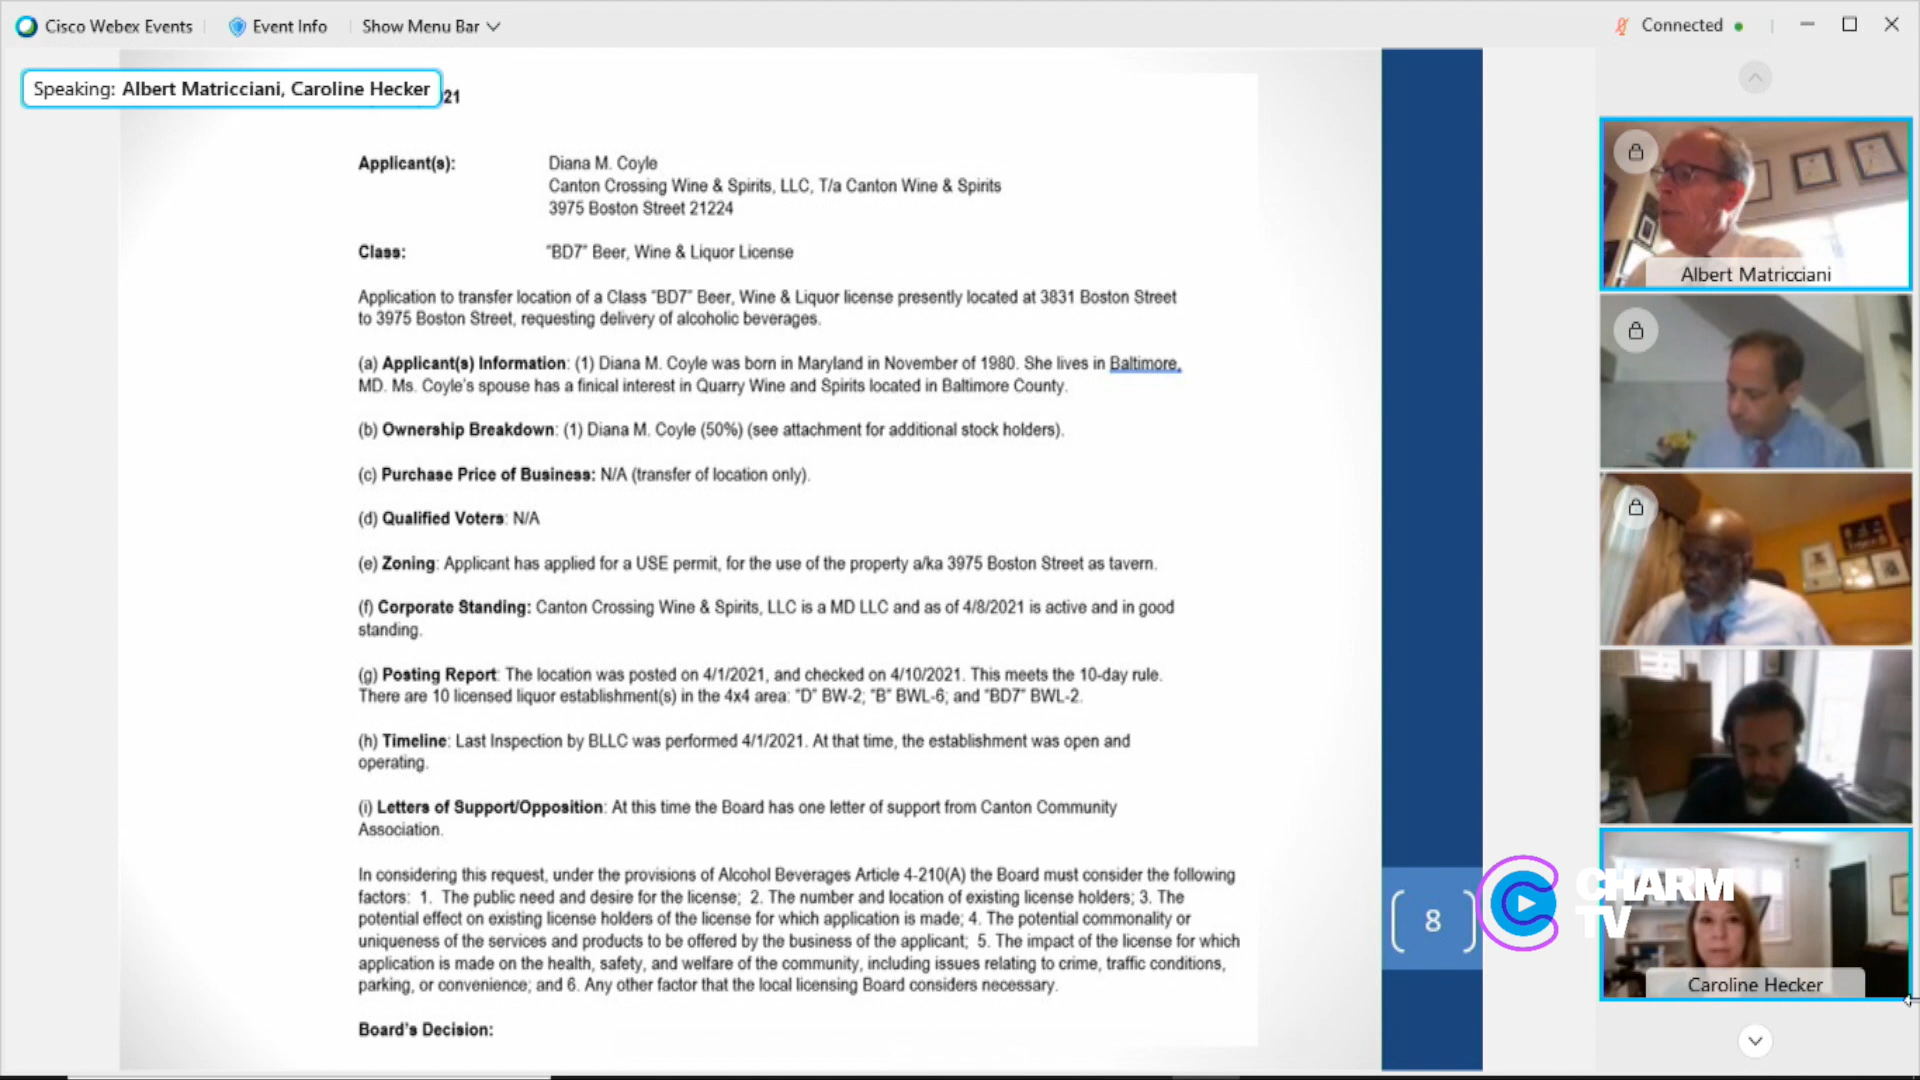 Cisco Webex Events
Event Info
Show Menu Bar
Connected
Speaking: Albert Matricciani, Caroline Hecker
21
Applicant(s): Diana M. Coyle
Canton Crossing Wine & Spirits, LLC, T/a Canton Wine & Spirits
3975 Boston Street 21224
Class: "BD7" Beer, Wine & Liquor License
Application to transfer location of a Class "BD7" Beer, Wine & Liquor license presently located at 3831 Boston Street
to 3975 Boston Street, requesting delivery of alcoholic beverages.
(a) Applicant(s) Information: (1) Diana M. Coyle was born in Maryland in November of 1980. She lives in Baltimore,
MD. Ms. Coyle's spouse has a finical interest in Quarry Wine and Spirits located in Baltimore County.
(b) Ownership Breakdown: (1) Diana M. Coyle (50%) (see attachment for additional stock holders).
(c) Purchase Price of Business: N/A (transfer of location only).
(d) Qualified Voters: N/A
(e) Zoning: Applicant has applied for a USE permit, for the use of the property a/ka 3975 Boston Street as tavern.
(f) Corporate Standing: Canton Crossing Wine & Spirits, LLC is a MD LLC and as of 4/8/2021 is active and in good
standing.
(g) Posting Report: The location was posted on 4/1/2021, and checked on 4/10/2021. This meets the 10-day rule.
There are 10 licensed liquor establishment(s) in the 4x4 area: "D" BW-2; "B" BWL-6; and "BD7" BWL-2.
(h) Timeline: Last Inspection by BLLC was performed 4/1/2021. At that time, the establishment was open and
operating.
(i) Letters of Support/Opposition: At this time the Board has one letter of support from Canton Community
Association.
In considering this request, under the provisions of Alcohol Beverages Article 4-210(A) the Board must consider the following
factors: 1. The public need and desire for the license; 2. The number and location of existing license holders; 3. The
potential effect on existing license holders of the license for which application is made; 4. The potential commonality or
uniqueness of the services and products to be offered by the business of the applicant; 5. The impact of the license for which
application is made on the health, safety, and welfare of the community, including issues relating to crime, traffic conditions,
parking, or convenience; and 6. Any other factor that the local licensing Board considers necessary.
Board's Decision:
8
Albert Matricciani
CHARM
TV
Caroline Hecker